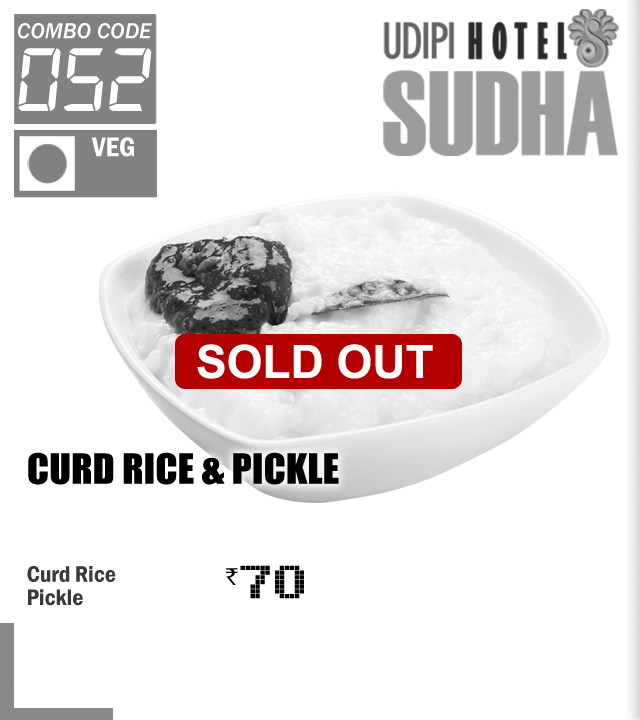 COMBO CODE
052
VEG
UDIPI HOTEL
SUDHA
SOLD OUT
CURD RICE & PICKLE
Curd Rice
Pickle
₹70